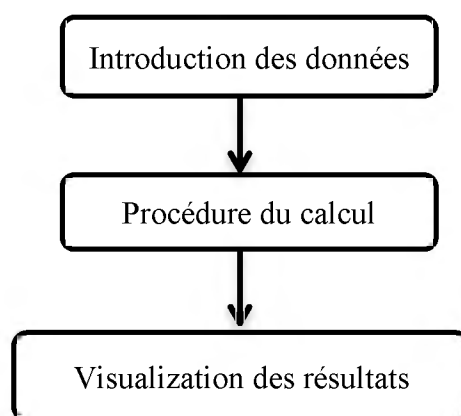 Introduction des données
Procédure du calcul
Visualization des résultats